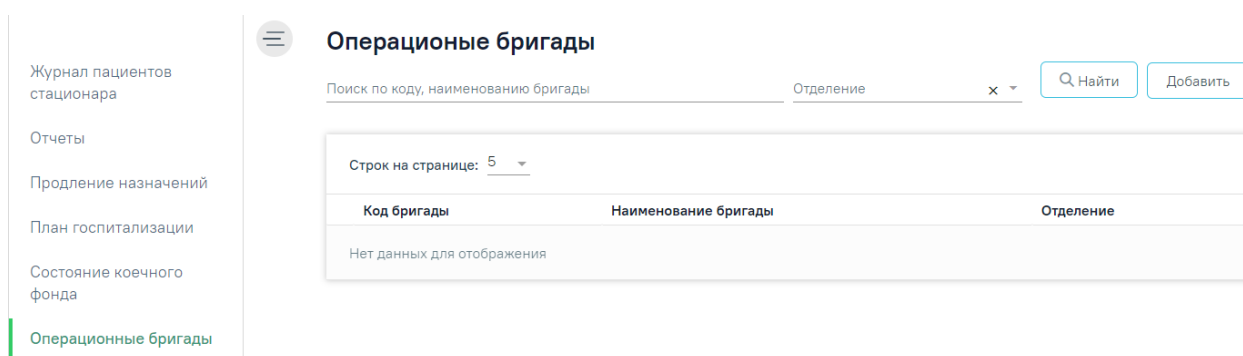 Операционые бригады
Журнал пациентов
стационара
Отчеты
Продление назначений
План госпитализации
Состояние коечного
фонда
Операционные бригады
Поиск по коду, наименованию бригады
Отделение
Найти
Добавить
Строк на странице: 5
Код бригады Наименование бригады Отделение
Нет данных для отображения